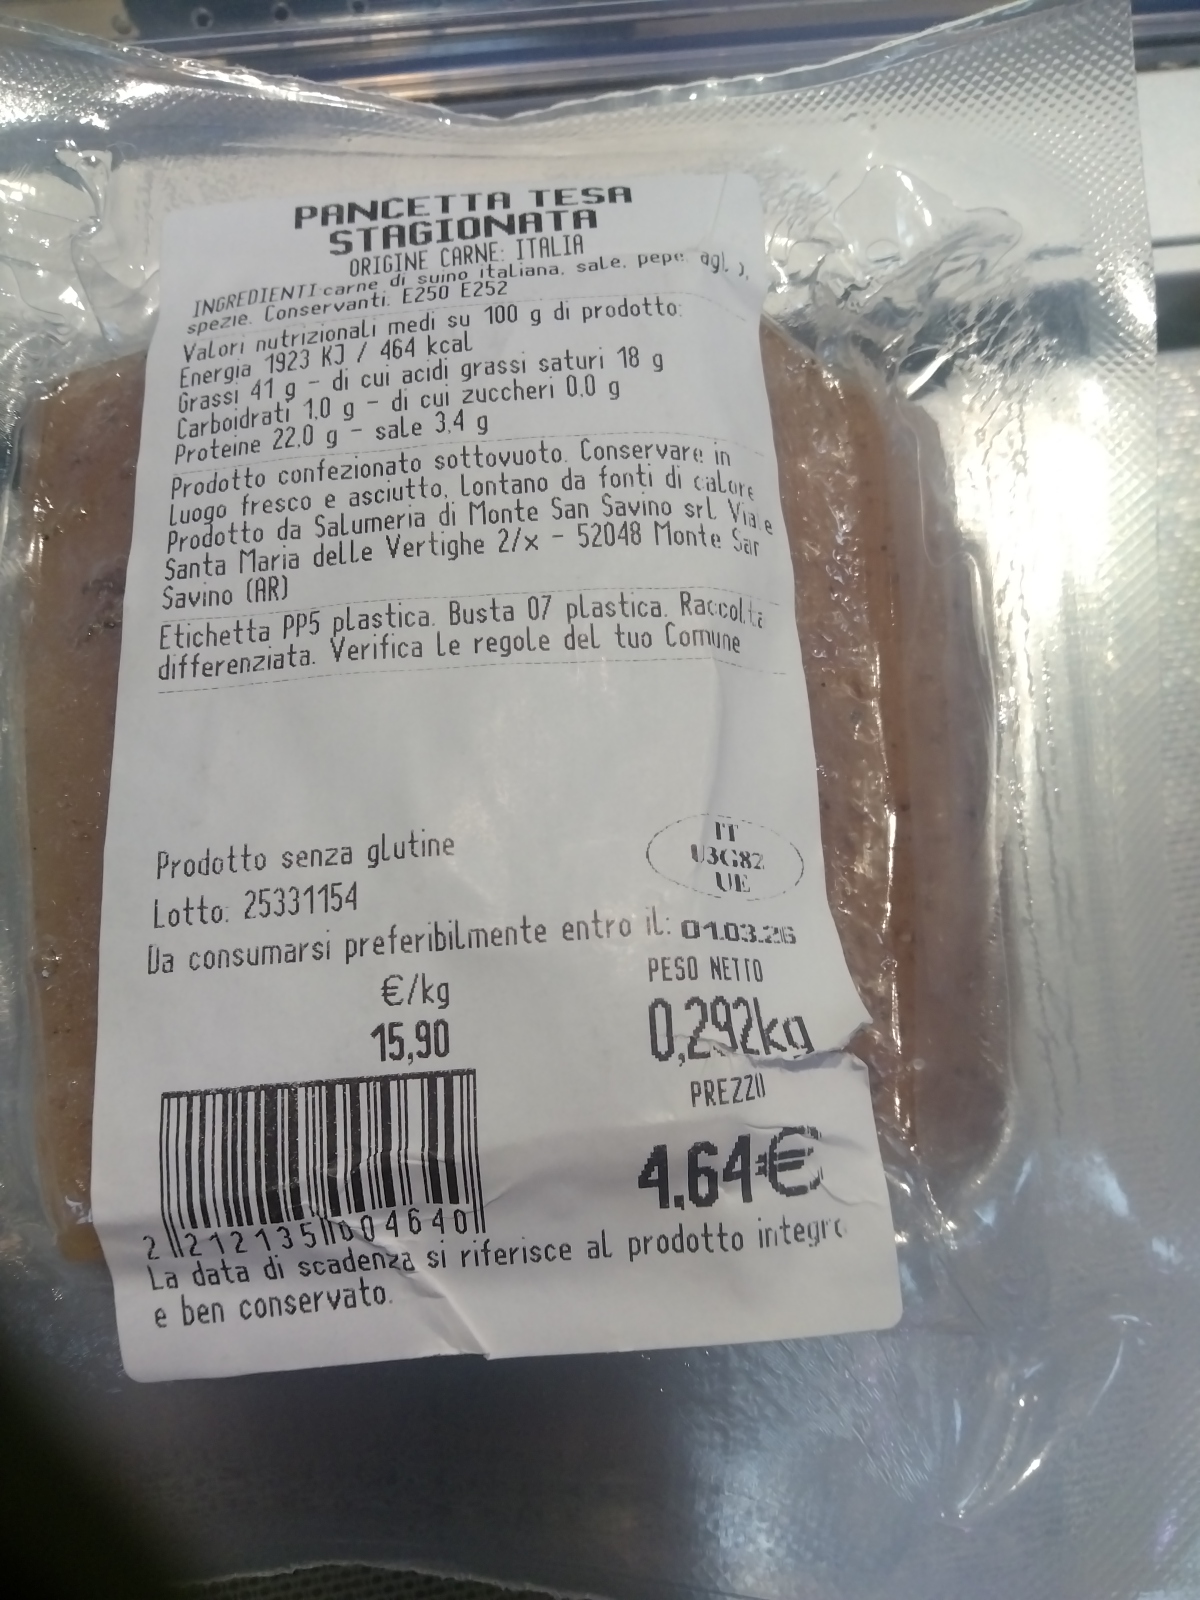 PANCETTA TESA
STAGIONATA
ORIGINE CARNE: ITALIA
INGREDIENTI carne di suino italiana, sale, pepe,
spezie. Conservanti: E250 E252
Valori nutrizionali medi su 100 g di prodotto:
Energia 1923 KJ / 464 kcal
Grassi 41 g - di cui acidi grassi saturi 18 g
Carboidrati 1.0 g - di cui zuccheri 0.0 g
Proteine 22.0 g - sale 3,4 g
Prodotto confezionato sottovuoto. Conservare in
luogo fresco e asciutto, lontano da fonti di calore
Prodotto da Salumeria di Monte San Savino srl Viale
Santa Maria delle Vertighe 2/x - 52048 Monte San
Savino (AR)
Etichetta PP5 plastica. Busta 07 plastica. Raccolta
differenziata. Verifica le regole del tuo Comune
Prodotto senza glutine
Lotto: 25331154
IT
U3G82
UE
Da consumarsi preferibilmente entro il: 01.03.26
€/kg
15,90
PESO NETTO
0,292kg
PREZZO
4,64€
2 212135 004640
La data di scadenza si riferisce al prodotto integro
e ben conservato.